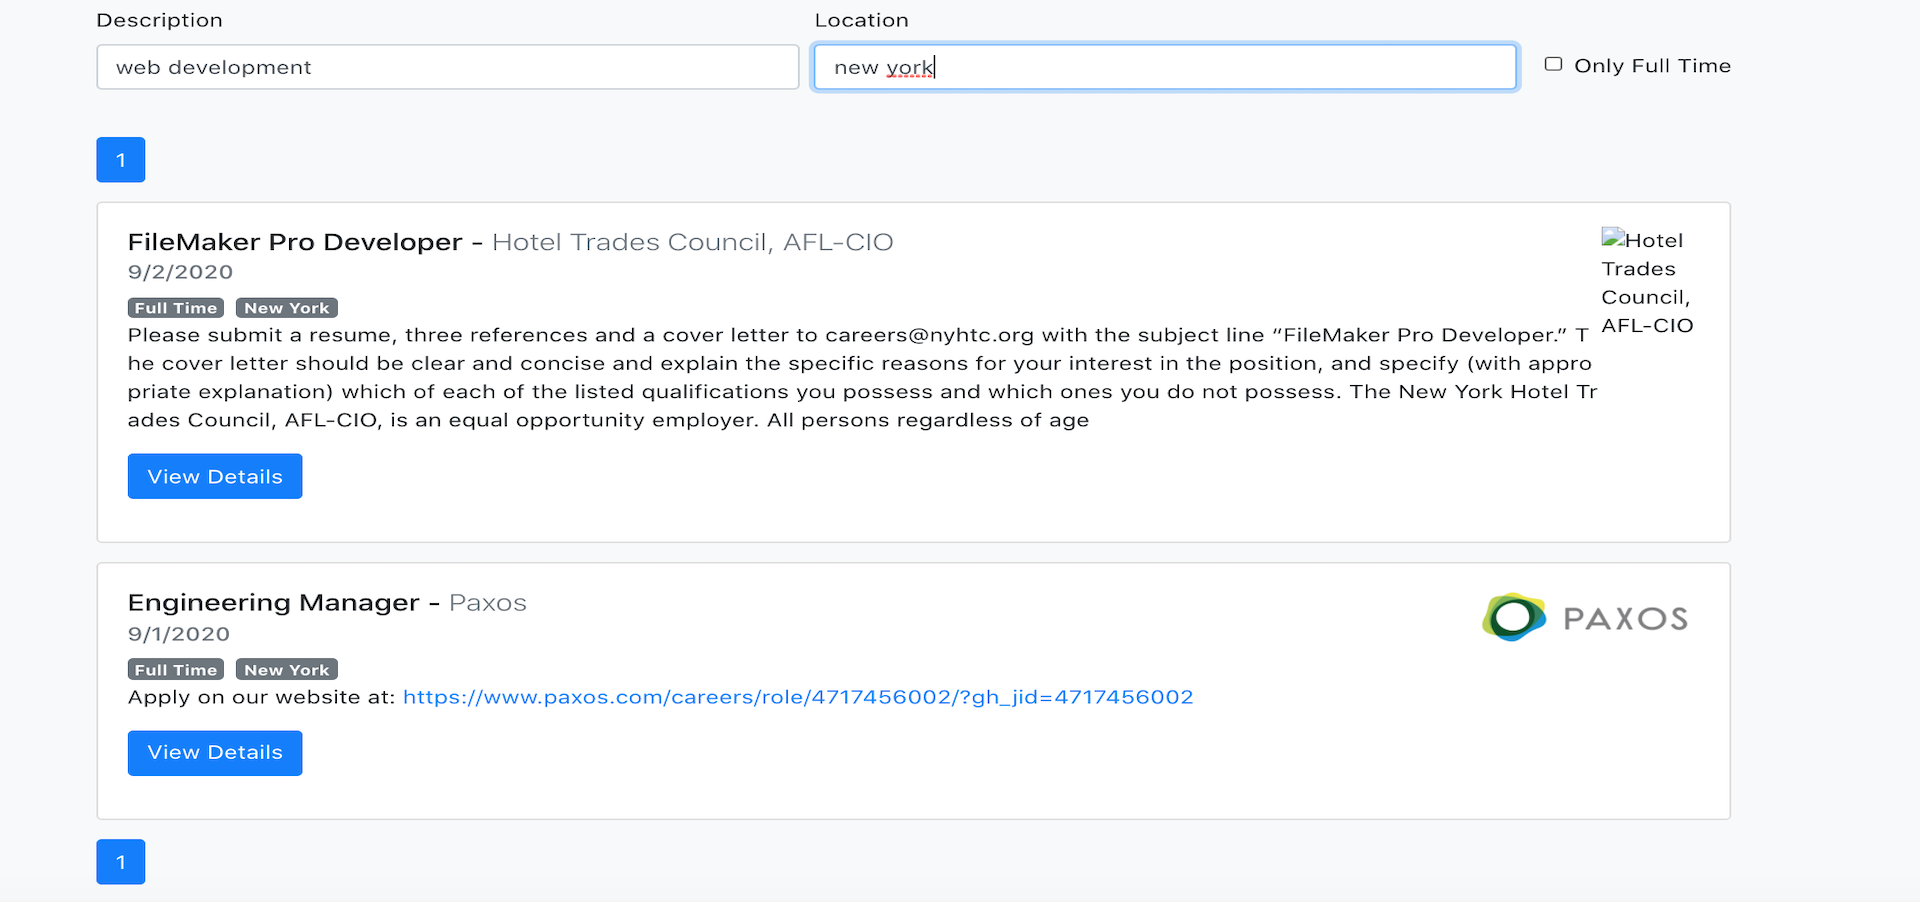 Description
Location
web development
new york
Only Full Time
1
FileMaker Pro Developer - Hotel Trades Council, AFL-CIO
Hotel
Trades
Council,
AFL-CIO
9/2/2020
Full Time New York
Please submit a resume, three references and a cover letter to careers@nyhtc.org with the subject line “FileMaker Pro Developer.” T
he cover letter should be clear and concise and explain the specific reasons for your interest in the position, and specify (with appro
priate explanation) which of each of the listed qualifications you possess and which ones you do not possess. The New York Hotel Tr
ades Council, AFL-CIO, is an equal opportunity employer. All persons regardless of age
View Details
Engineering Manager - Paxos
PAXOS
9/1/2020
Full Time New York
Apply on our website at: https://www.paxos.com/careers/role/4717456002/?gh_jid=4717456002
View Details
1